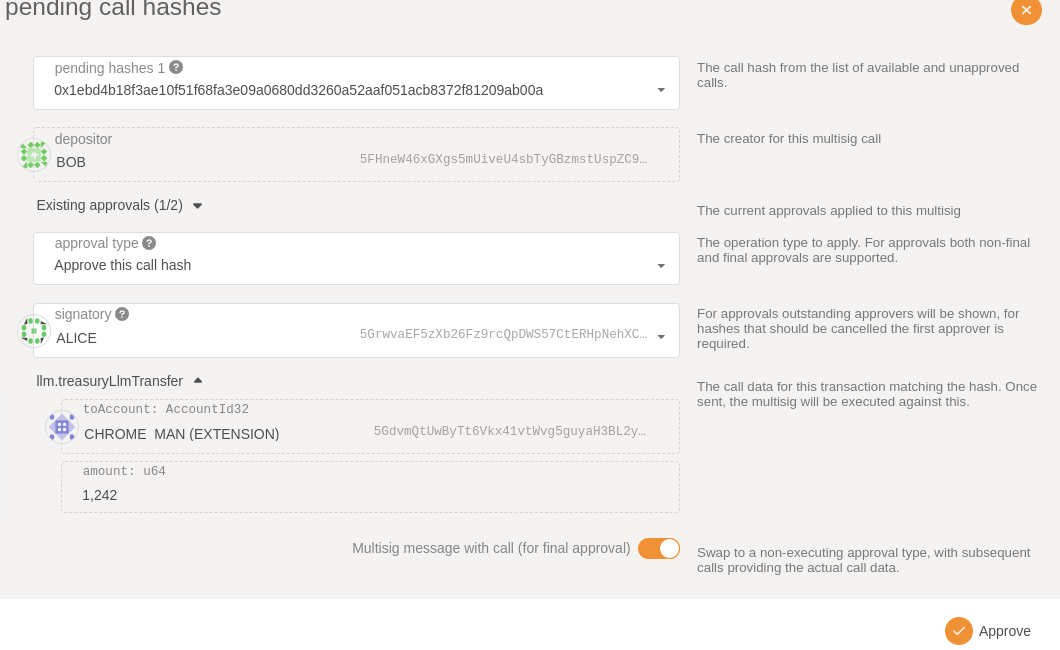 pending call hashes
pending hashes 1
0x1ebd4b18f3ae10f51f68fa3e09a0680dd3260a52aaf051acb8372f81209ab00a
The call hash from the list of available and unapproved
calls.
depositor
BOB
5FHneW46xGXgs5mUiveU4sbTyGBzmstUspZC9…
The creator for this multisig call
Existing approvals (1/2)
The current approvals applied to this multisig
approval type
Approve this call hash
The operation type to apply. For approvals both non-final
and final approvals are supported.
signatory
ALICE
5GrwvaEF5zXb26Fz9rcQpDWS57CtERHpNehXC…
For approvals outstanding approvers will be shown, for
hashes that should be cancelled the first approver is
required.
llm.treasuryLlmTransfer
The call data for this transaction matching the hash. Once
sent, the multisig will be executed against this.
toAccount: AccountId32
CHROME_MAN (EXTENSION)
5GdvmQtUwByTt6Vkx41vtWvg5guyaH3BL2y…
amount: u64
1,242
Multisig message with call (for final approval)
Swap to a non-executing approval type, with subsequent
calls providing the actual call data.
Approve